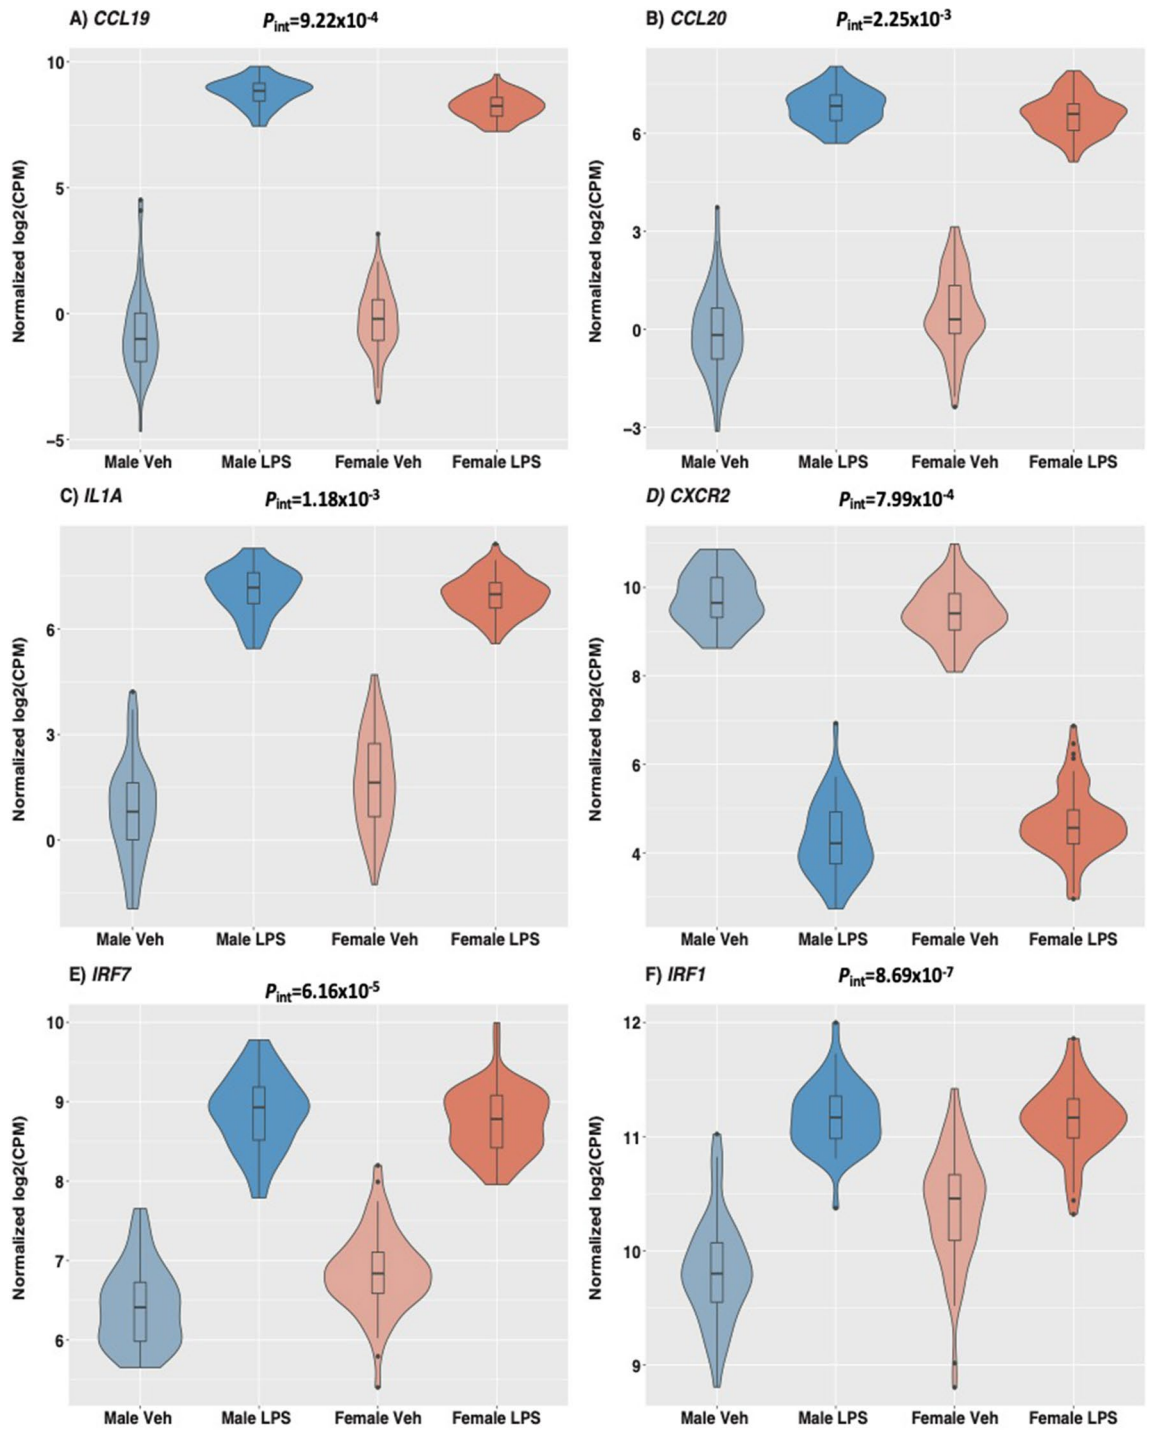 A) CCL19
Pint=9.22x10-4
B) CCL20
Pint=2.25x10-3
Normalized log2(CPM)
10
5
0
−5
Male Veh Male LPS Female Veh Female LPS
Normalized log2(CPM)
6
3
0
−3
Male Veh Male LPS Female Veh Female LPS
C) IL1A
Pint=1.18x10-3
D) CXCR2
Pint=7.99x10-4
Normalized log2(CPM)
6
3
0
Male Veh Male LPS Female Veh Female LPS
Normalized log2(CPM)
10
8
6
4
Male Veh Male LPS Female Veh Female LPS
E) IRF7
Pint=6.16x10-5
F) IRF1
Pint=8.69x10-7
Normalized log2(CPM)
10
9
8
7
6
Male Veh Male LPS Female Veh Female LPS
Normalized log2(CPM)
12
11
10
9
Male Veh Male LPS Female Veh Female LPS